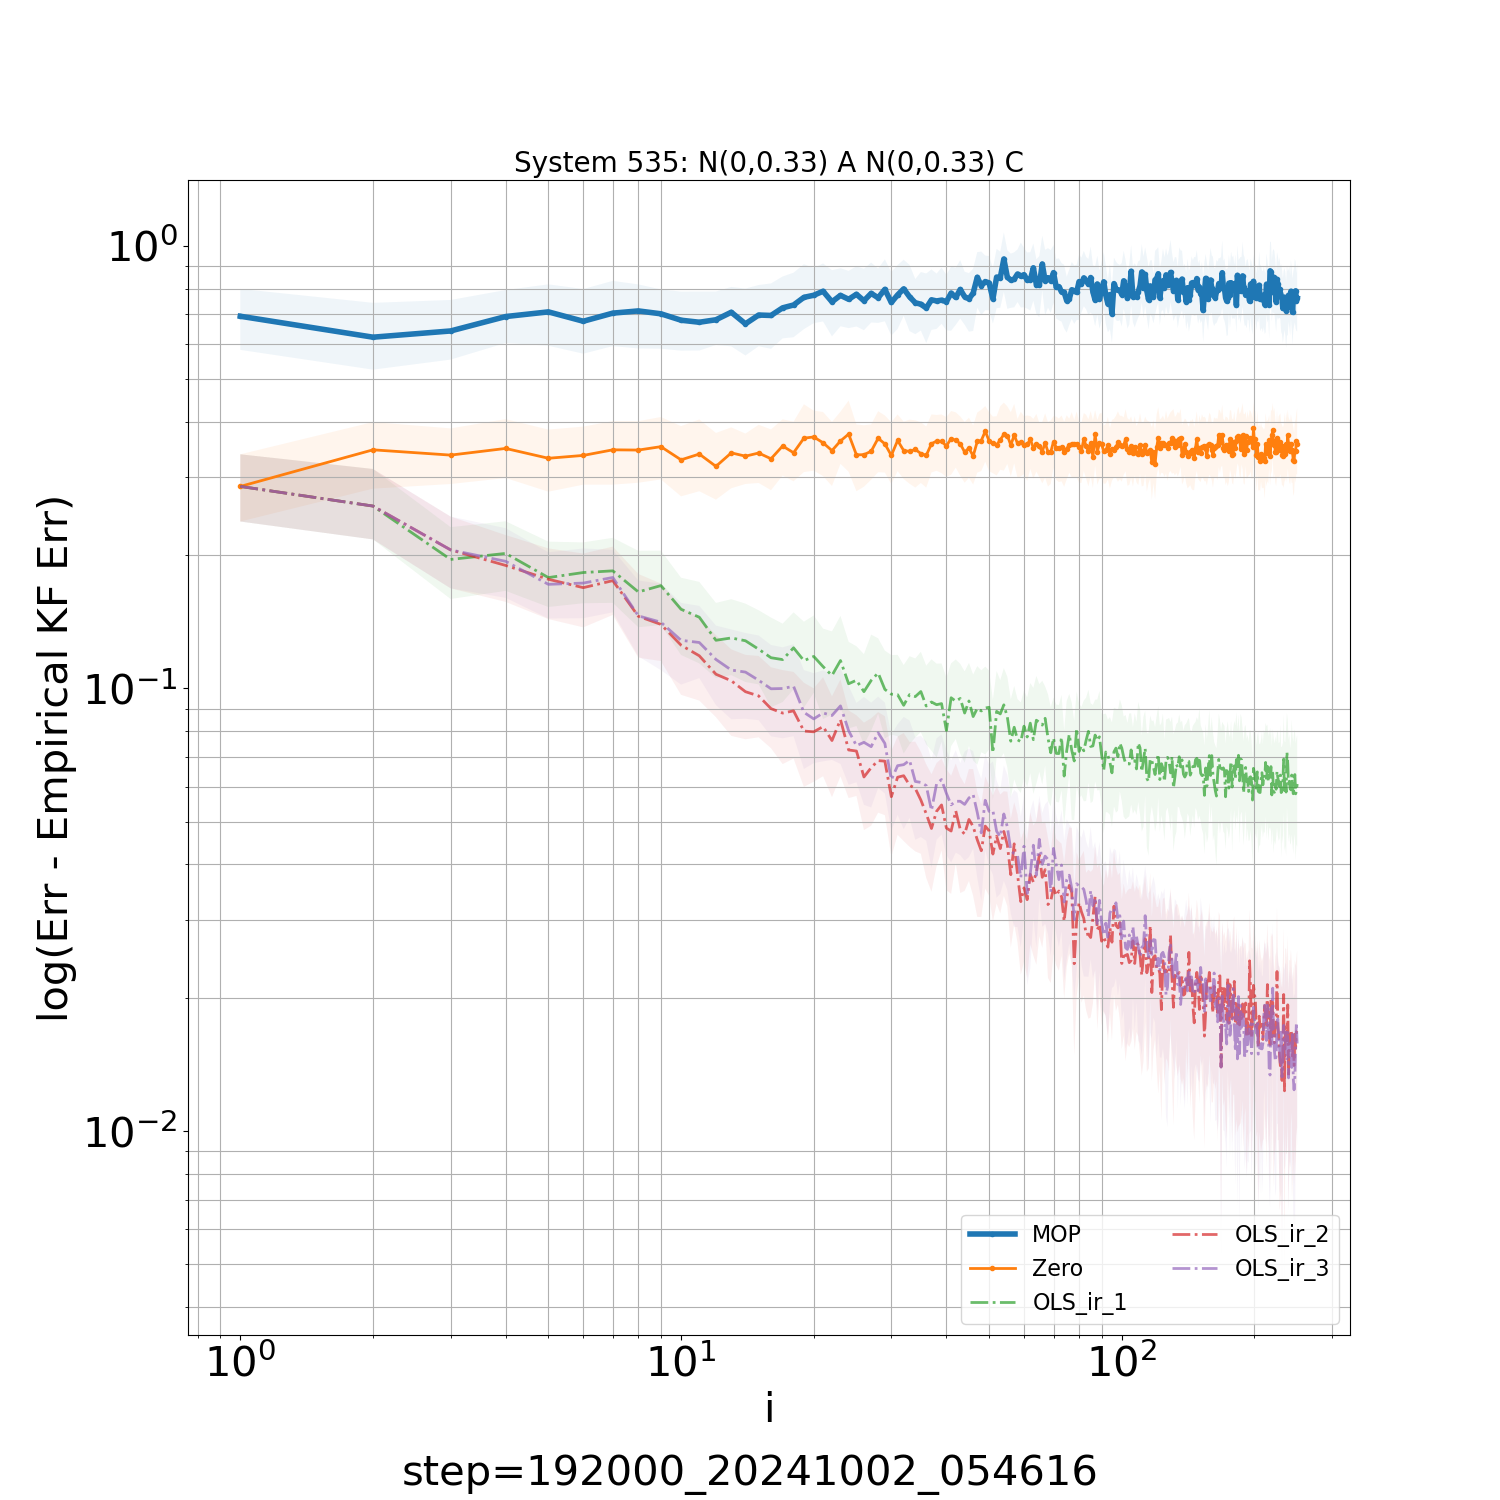 System 535: N(0,0.33) A N(0,0.33) C
10⁰
10⁻¹
10⁻²
log(Err - Empirical KF Err)
MOP
Zero
OLS_ir_1
OLS_ir_2
OLS_ir_3
10⁰ 10¹ 10²
i
step=192000_20241002_054616